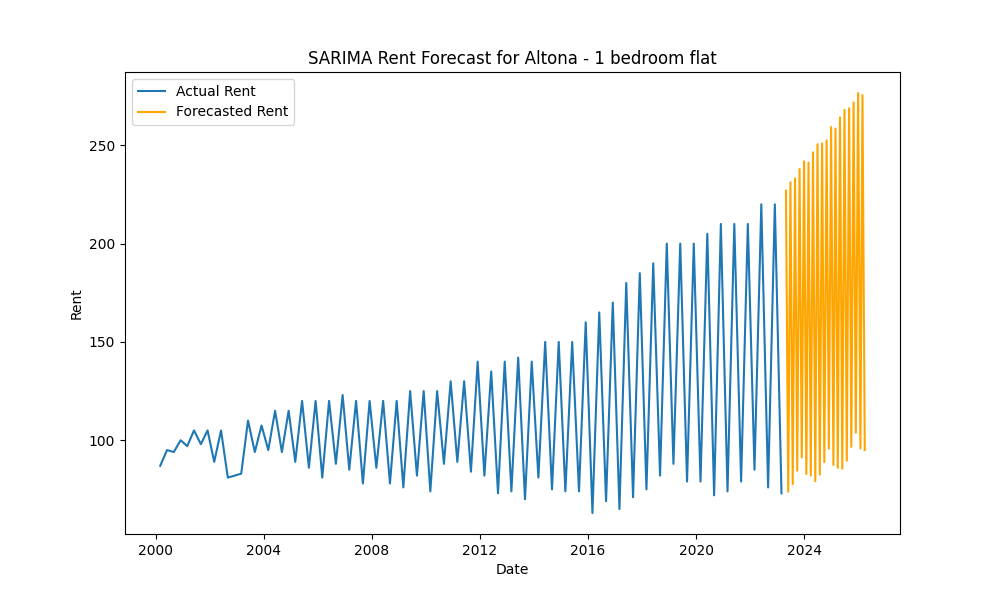 SARIMA Rent Forecast for Altona - 1 bedroom flat
Actual Rent
Forecasted Rent
250
200
150
100
Rent
2000 2004 2008 2012 2016 2020 2024
Date